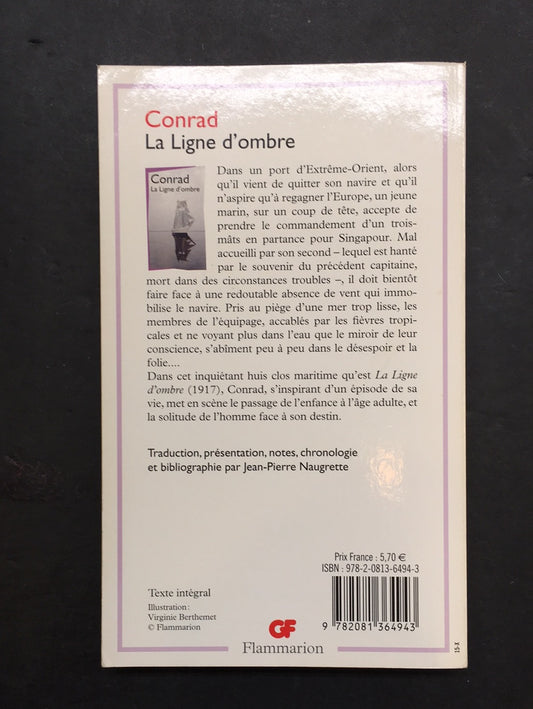 Conrad
La Ligne d'ombre
Conrad
La Ligne d'ombre
Dans un port d'Extrême-Orient, alors
qu'il vient de quitter son navire et qu'il
n'aspire qu'à regagner l'Europe, un jeune
marin, sur un coup de tête, accepte de
prendre le commandement d'un trois-
mâts en partance pour Singapour. Mal
accueilli par son second – lequel est hanté
par le souvenir du précédent capitaine,
mort dans des circonstances troubles –, il doit bientôt
faire face à une redoutable absence de vent qui immo-
bilise le navire. Pris au piège d'une mer trop lisse, les
membres de l'équipage, accablés par les fièvres tropi-
cales et ne voyant plus dans l'eau que le miroir de leur
conscience, s'abîment peu à peu dans le désespoir et la
folie....
Dans cet inquiétant huis clos maritime qu'est La Ligne
d'ombre (1917), Conrad, s'inspirant d'un épisode de sa
vie, met en scène le passage de l'enfance à l'âge adulte, et
la solitude de l'homme face à son destin.
Traduction, présentation, notes, chronologie
et bibliographie par Jean-Pierre Naugrette
Prix France : 5,70 €
ISBN : 978-2-0813-6494-3
9 782081 364943
Texte intégral
Illustration :
Virginie Berthemet
© Flammarion
GF
Flammarion
15-X